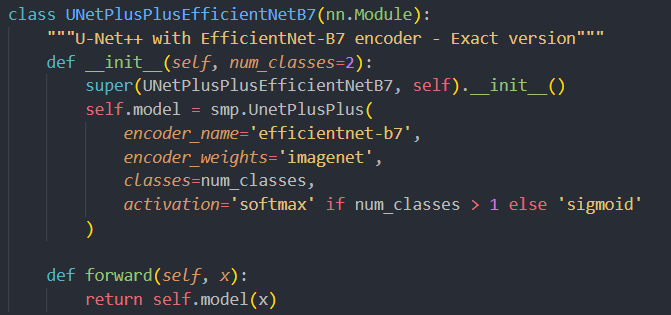 class UNetPlusPlusEfficientNetB7(nn.Module):
    """U-Net++ with EfficientNet-B7 encoder - Exact version"""
    def __init__(self, num_classes=2):
        super(UNetPlusPlusEfficientNetB7, self).__init__()
        self.model = smp.UnetPlusPlus(
            encoder_name='efficientnet-b7',
            encoder_weights='imagenet',
            classes=num_classes,
            activation='softmax' if num_classes > 1 else 'sigmoid'
        )

    def forward(self, x):
        return self.model(x)